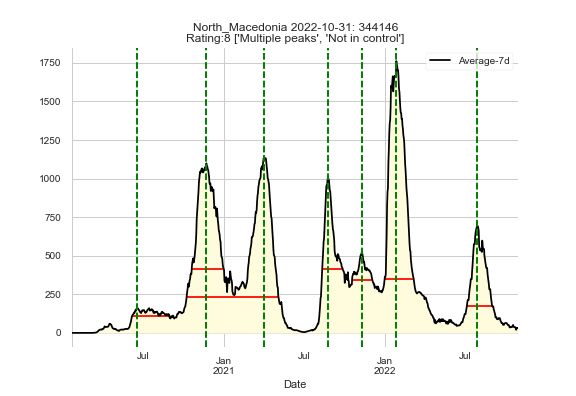 North_Macedonia 2022-10-31: 344146
Rating:8 ['Multiple peaks', 'Not in control']
Average-7d
1750
1500
1250
1000
750
500
250
0
Jul
Jan
2021
Jul
Jan
2022
Jul
Date